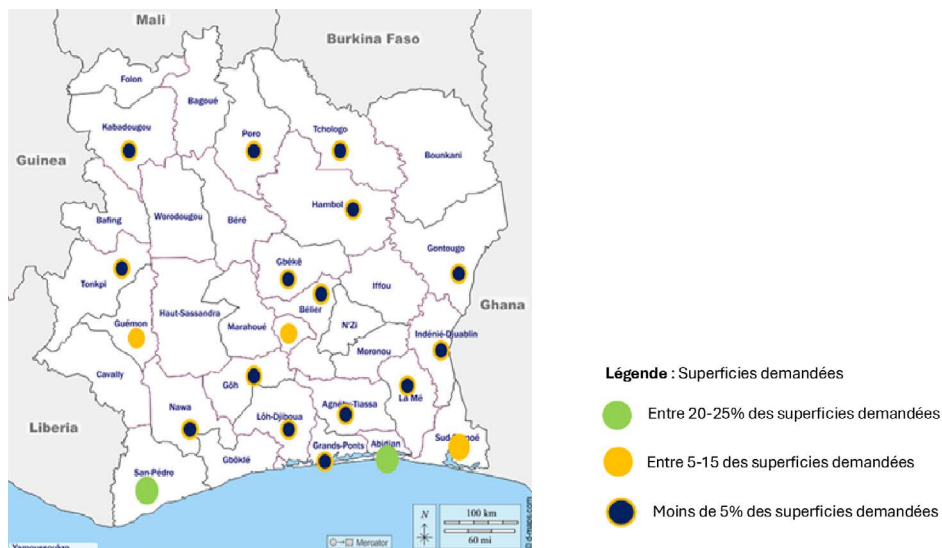 Mali
Burkina Faso
Folon
Bagoué
Kabadougou
Poro
Tchologo
Bounkani
Guinea
Hambol
Bafing
Worodougou
Béré
Gontougo
Gbêkê
Tonkpi
Iffou
Bélier
Ghana
Haut-Sassandra
Guémon
Marahoué
N'Zi
Indénié-Djuablin
Moronou
Cavally
Gôh
La Mé
Nawa
Lôh-Djiboua
Agnéby-Tiassa
Liberia
Grands-Ponts
Abidjan
Gbôklé
San-Pédro
N
100 km
60 mi
Mercator
© d-maps.com
Légende : Superficies demandées
Entre 20-25% des superficies demandées
Entre 5-15 des superficies demandées
Moins de 5% des superficies demandées